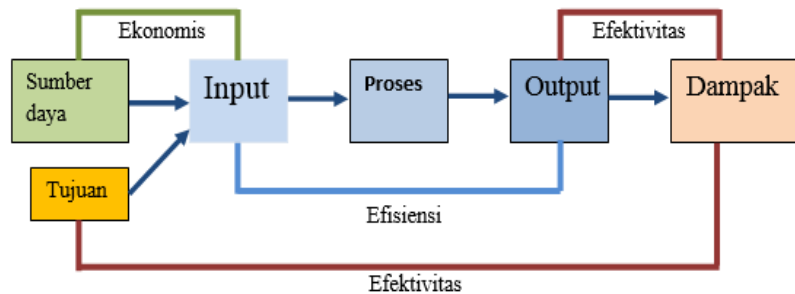 Ekonomis
Efektivitas
Sumber
daya
Input
Proses
Output
Dampak
Tujuan
Efisiensi
Efektivitas